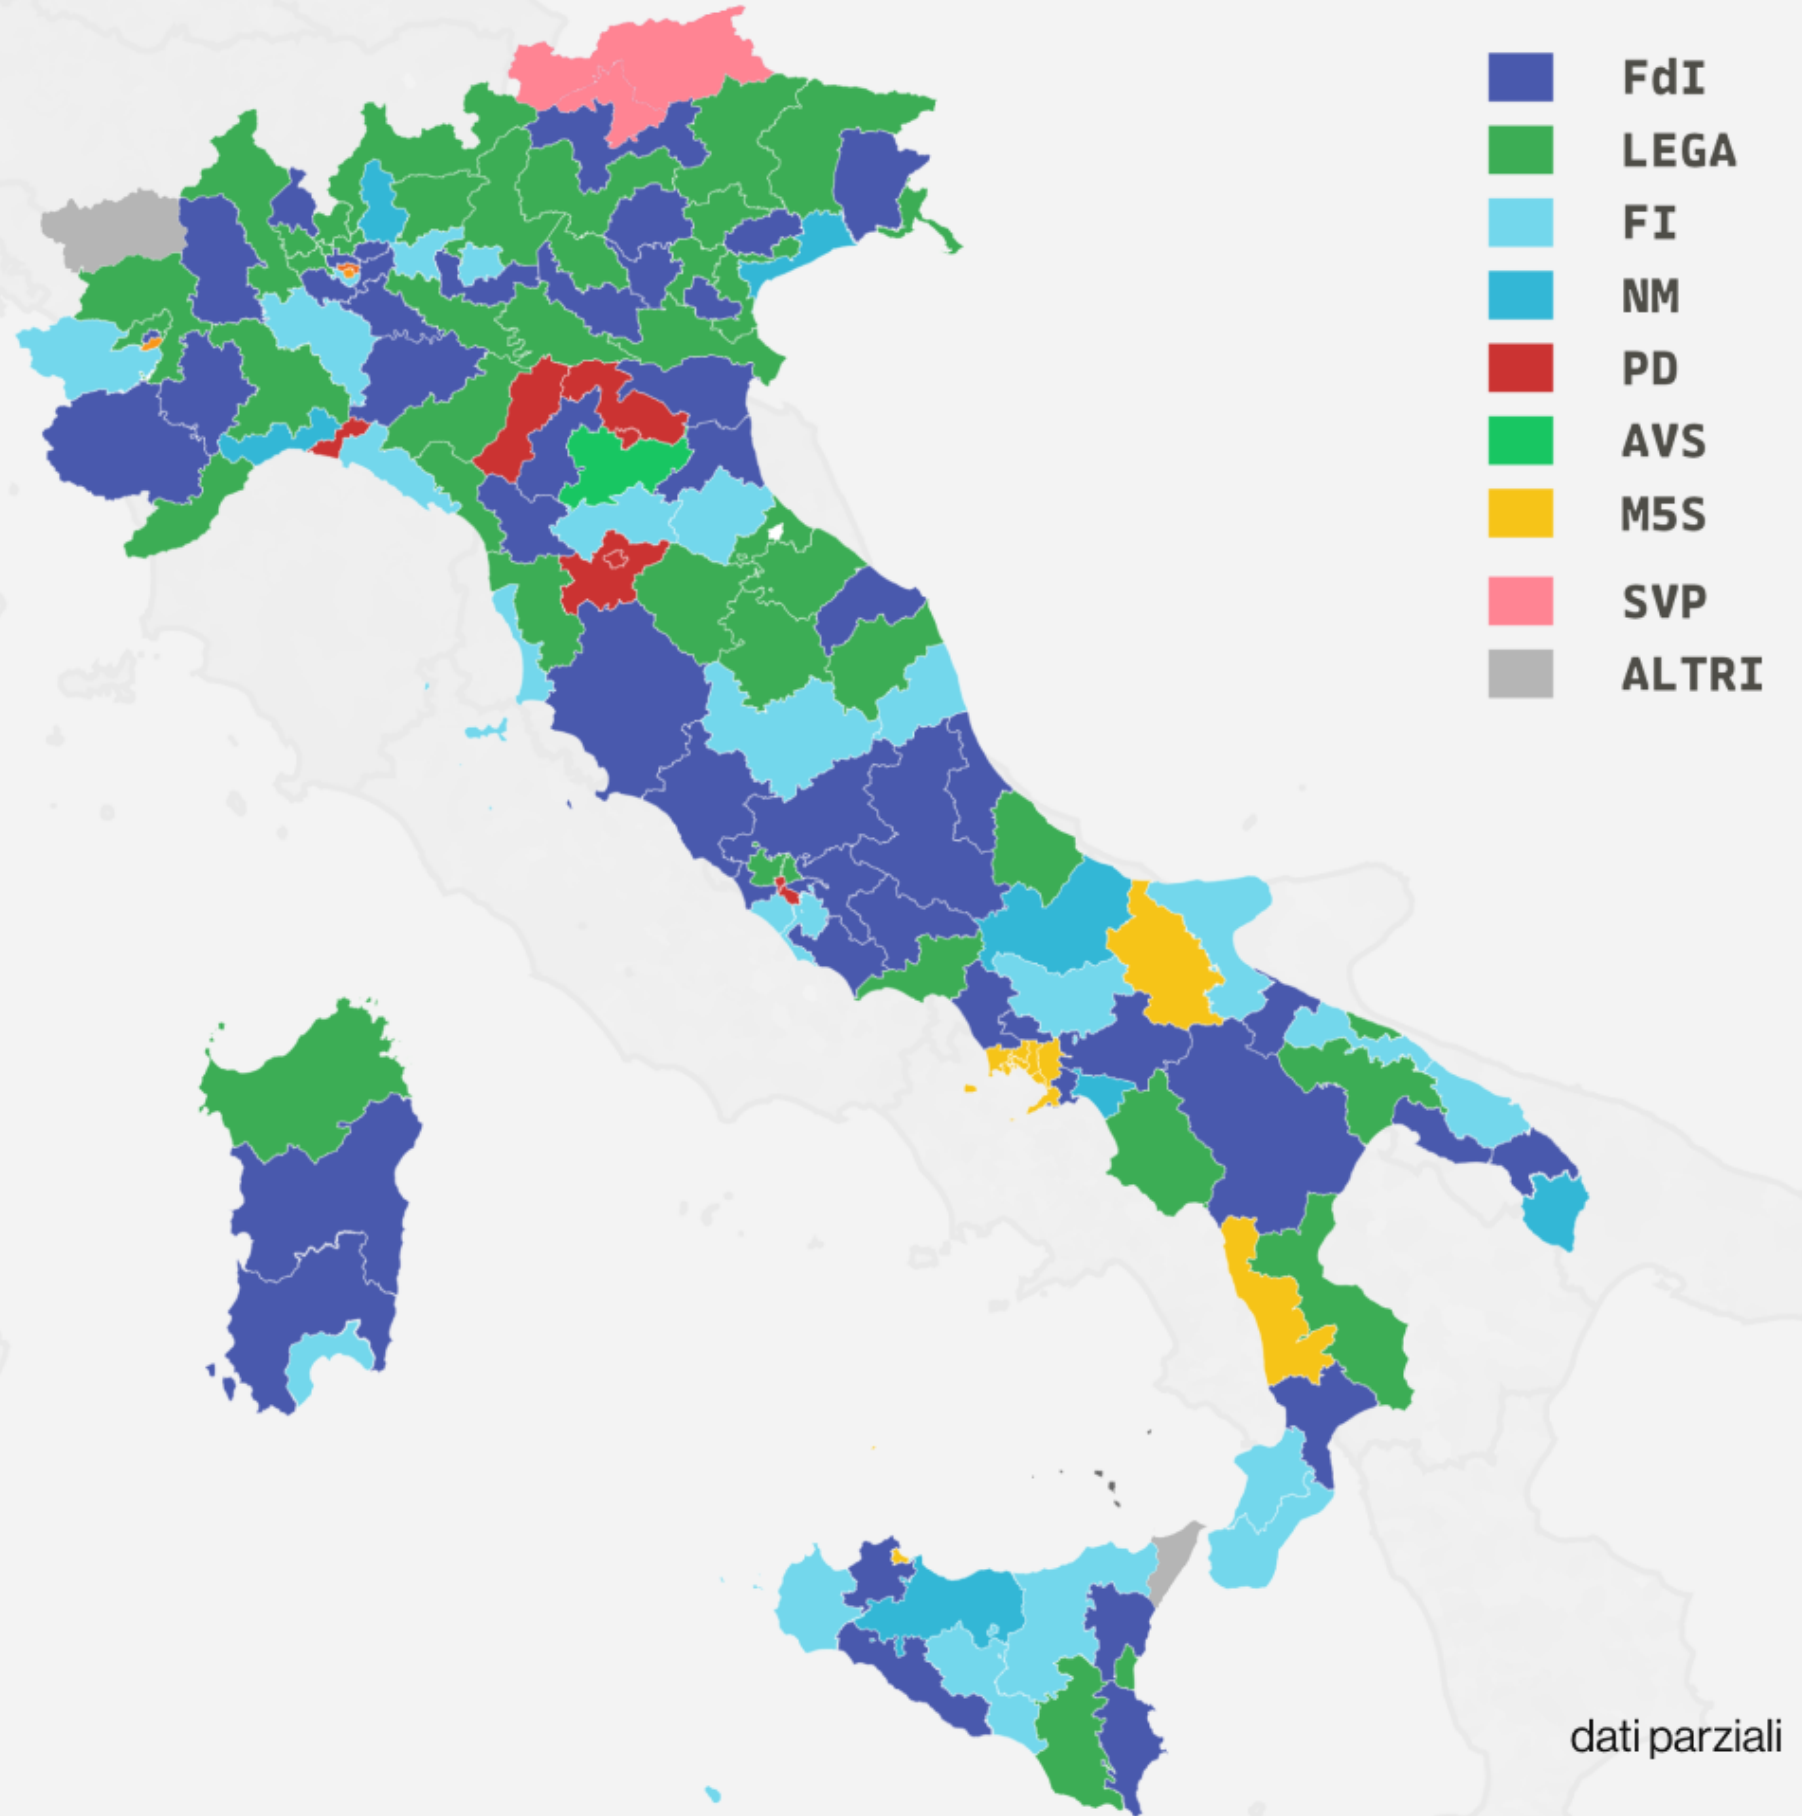 FdI
LEGA
FI
NM
PD
AVS
M5S
SVP
ALTRI
dati parziali